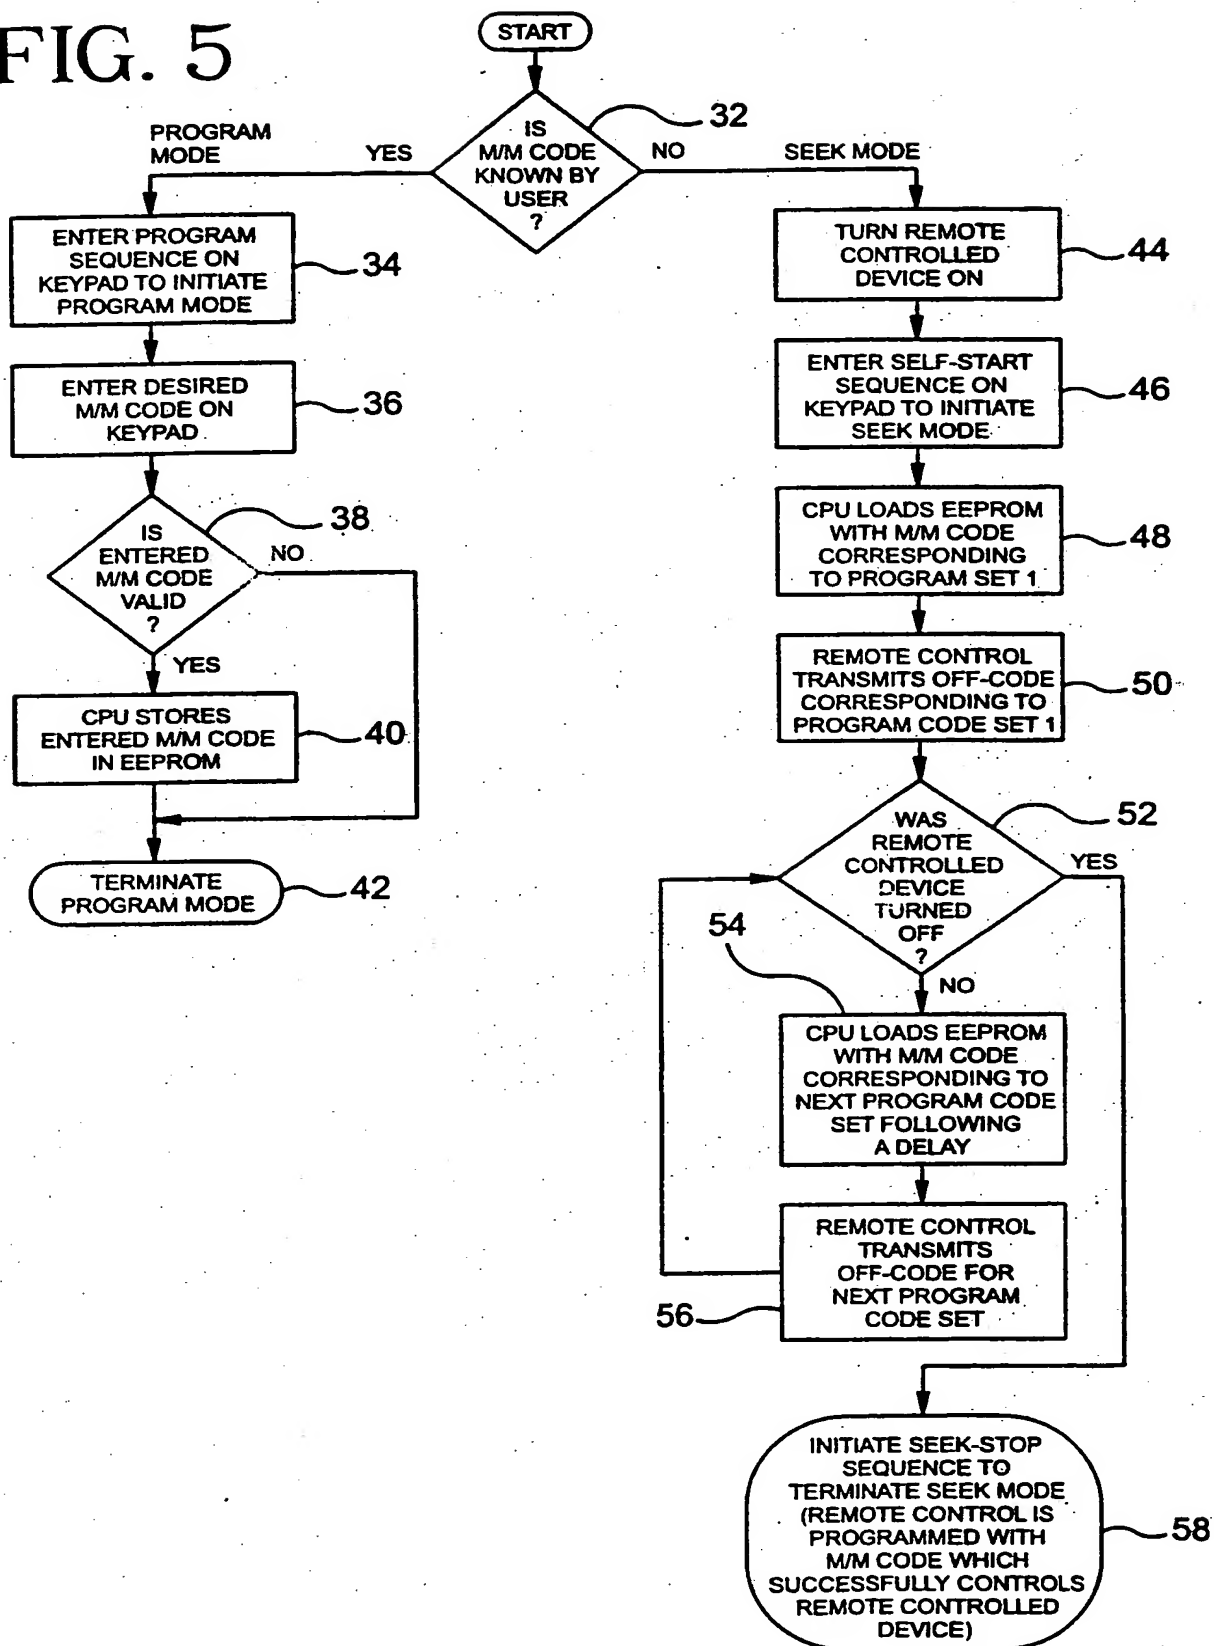 FIG. 5
START
IS
M/M CODE
KNOWN BY
USER
?
32
PROGRAM
MODE
YES
NO
SEEK MODE
ENTER PROGRAM
SEQUENCE ON
KEYPAD TO INITIATE
PROGRAM MODE
34
ENTER DESIRED
M/M CODE ON
KEYPAD
36
IS
ENTERED
M/M CODE
VALID
?
38
NO
YES
CPU STORES
ENTERED M/M CODE
IN EEPROM
40
TERMINATE
PROGRAM MODE
42
TURN REMOTE
CONTROLLED
DEVICE ON
44
ENTER SELF-START
SEQUENCE ON
KEYPAD TO INITIATE
SEEK MODE
46
CPU LOADS EEPROM
WITH M/M CODE
CORRESPONDING
TO PROGRAM SET 1
48
REMOTE CONTROL
TRANSMITS OFF-CODE
CORRESPONDING TO
PROGRAM CODE SET 1
50
WAS
REMOTE
CONTROLLED
DEVICE
TURNED
OFF
?
52
YES
NO
54
CPU LOADS EEPROM
WITH M/M CODE
CORRESPONDING TO
NEXT PROGRAM CODE
SET FOLLOWING
A DELAY
REMOTE CONTROL
TRANSMITS
OFF-CODE FOR
NEXT PROGRAM
CODE SET
56
INITIATE SEEK-STOP
SEQUENCE TO
TERMINATE SEEK MODE
(REMOTE CONTROL IS
PROGRAMMED WITH
M/M CODE WHICH
SUCCESSFULLY CONTROLS
REMOTE CONTROLLED
DEVICE)
58